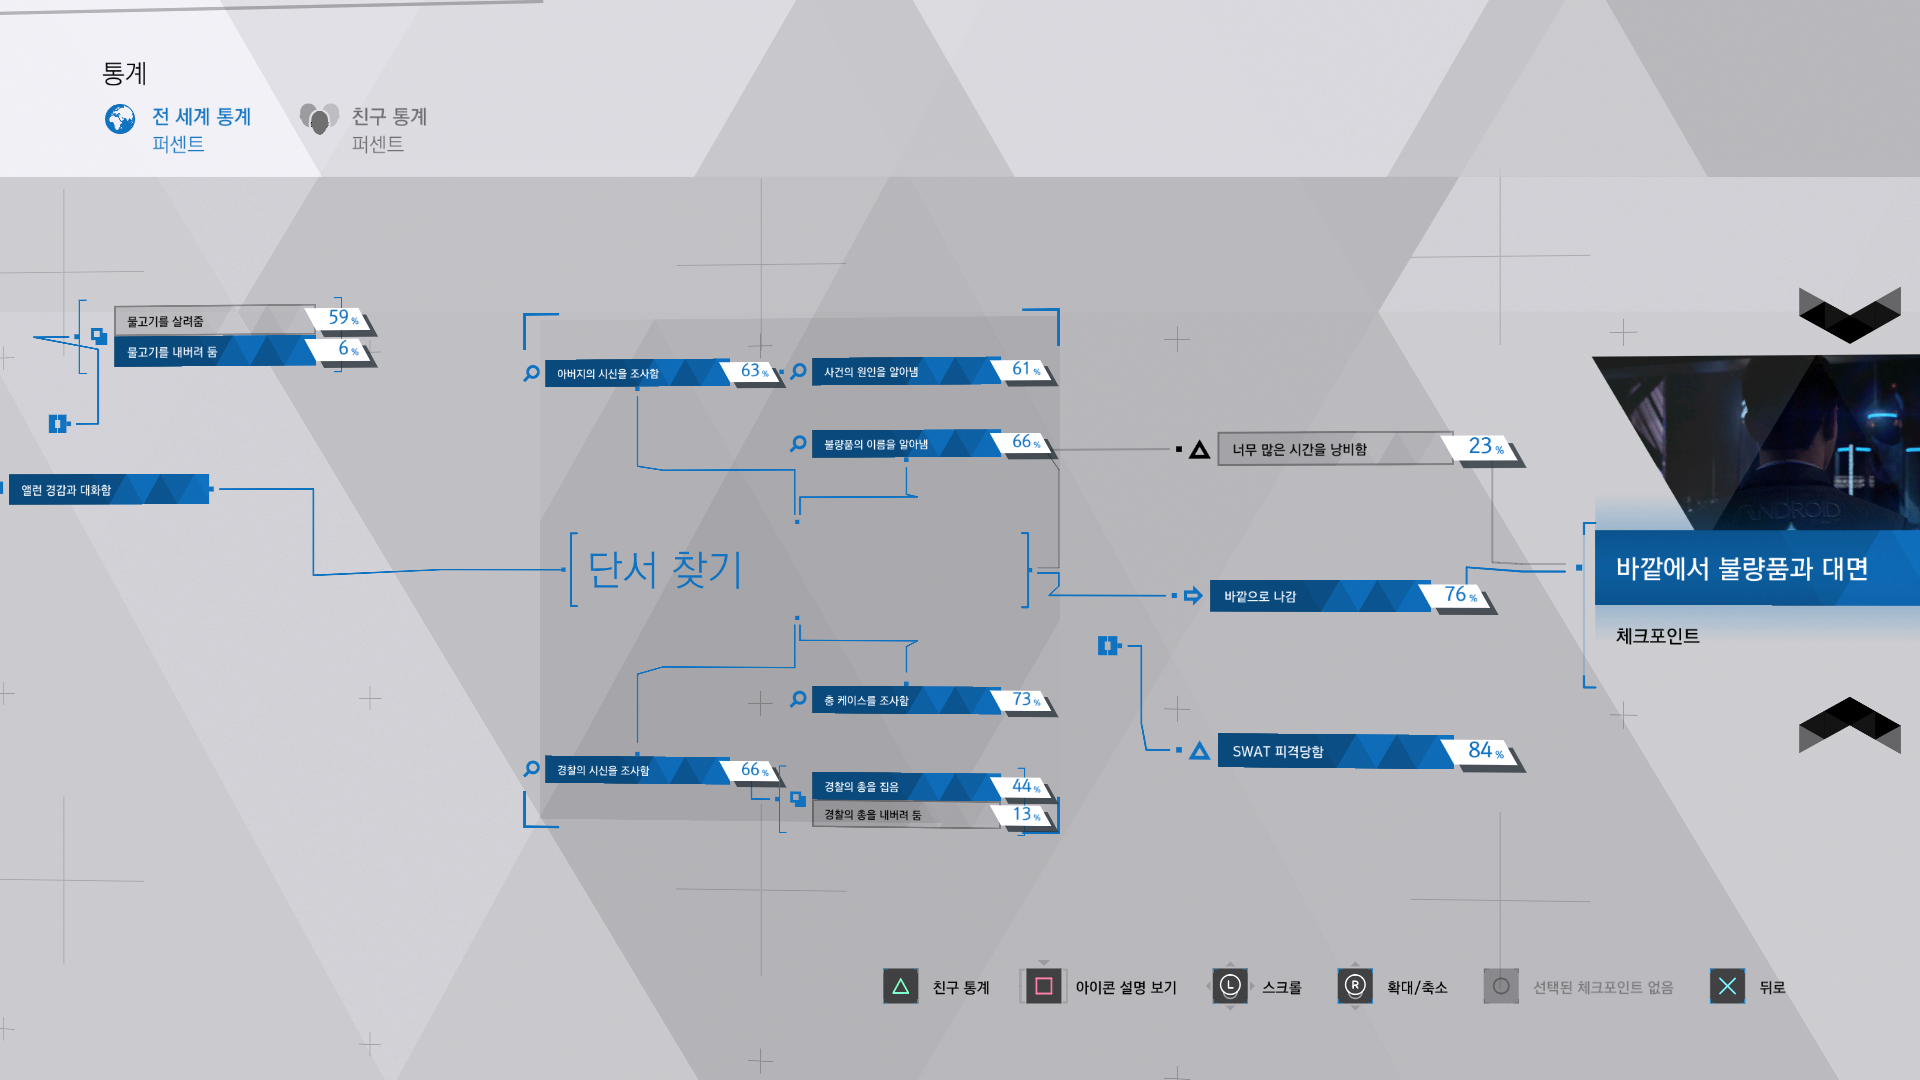 통계
전 세계 통계
퍼센트
친구 통계
퍼센트
물고기를 살려줌 59 %
물고기를 내버려 둠 6 %
앨런 경감과 대화함
아버지의 시신을 조사함 63 %
사건의 원인을 알아냄 61 %
불량품의 이름을 알아냄 66 %
단서 찾기
총 케이스를 조사함 73 %
경찰의 시신을 조사함 66 %
경찰의 총을 집음 44 %
경찰의 총을 내버려 둠 13 %
너무 많은 시간을 낭비함 23 %
바깥으로 나감 76 %
SWAT 피격당함 84 %
ANDROID
바깥에서 불량품과 대면
체크포인트
친구 통계
아이콘 설명 보기
L 스크롤
R 확대/축소
선택된 체크포인트 없음
뒤로